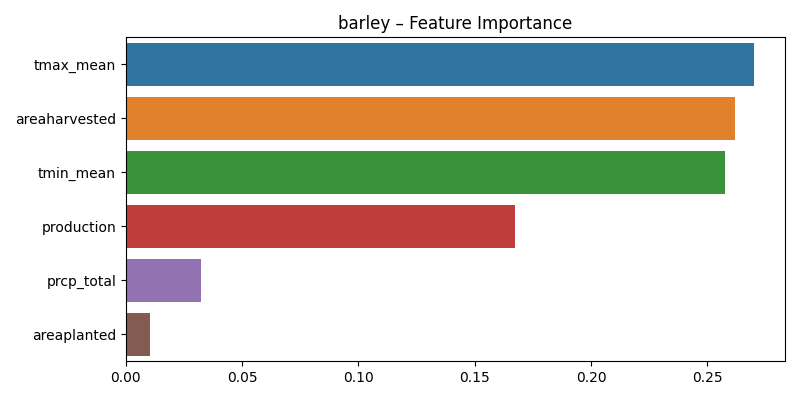 barley – Feature Importance
tmax_mean
areaharvested
tmin_mean
production
prcp_total
areaplanted
0.00 0.05 0.10 0.15 0.20 0.25